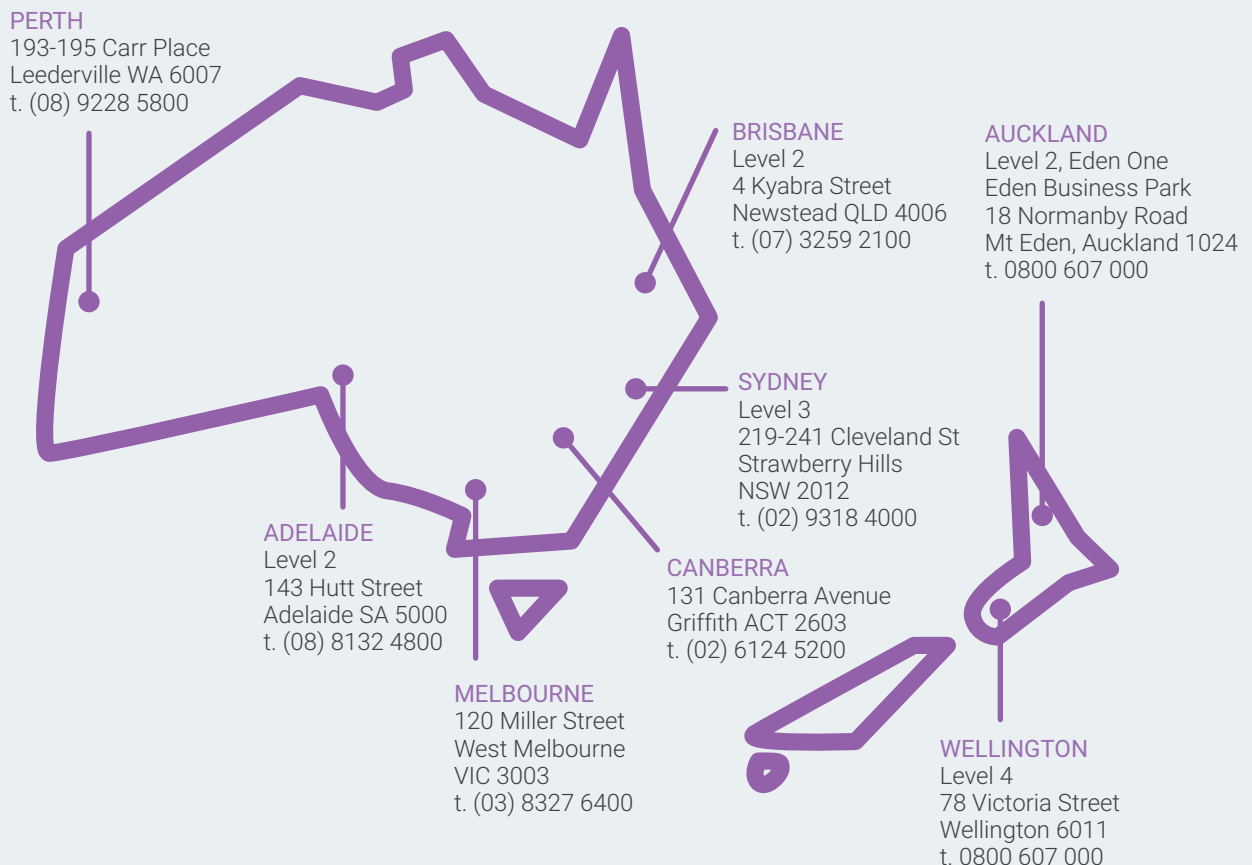 PERTH
193-195 Carr Place
Leederville WA 6007
t. (08) 9228 5800
BRISBANE
Level 2
4 Kyabra Street
Newstead QLD 4006
t. (07) 3259 2100
AUCKLAND
Level 2, Eden One
Eden Business Park
18 Normanby Road
Mt Eden, Auckland 1024
t. 0800 607 000
SYDNEY
Level 3
219-241 Cleveland St
Strawberry Hills
NSW 2012
t. (02) 9318 4000
ADELAIDE
Level 2
143 Hutt Street
Adelaide SA 5000
t. (08) 8132 4800
CANBERRA
131 Canberra Avenue
Griffith ACT 2603
t. (02) 6124 5200
MELBOURNE
120 Miller Street
West Melbourne
VIC 3003
t. (03) 8327 6400
WELLINGTON
Level 4
78 Victoria Street
Wellington 6011
t. 0800 607 000